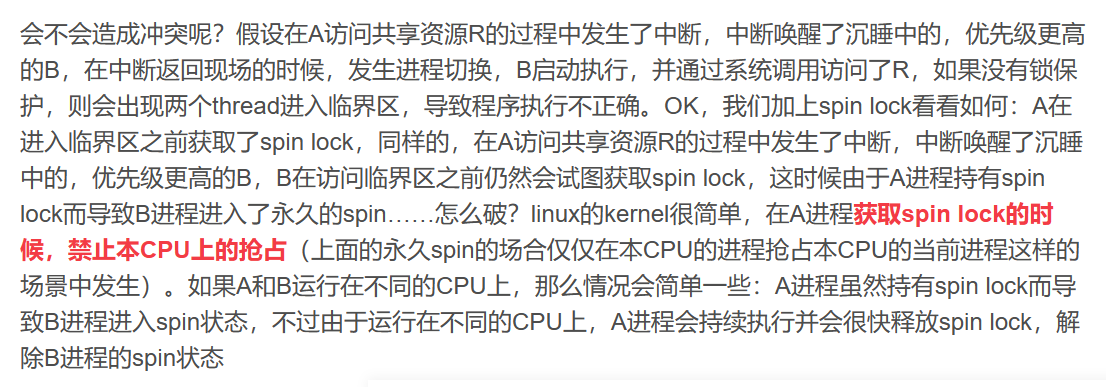 会不会造成冲突呢？假设在A访问共享资源R的过程中发生了中断，中断唤醒了沉睡中的，优先级更高
的B，在中断返回现场的时候，发生进程切换，B启动执行，并通过系统调用访问了R，如果没有锁保
护，则会出现两个thread进入临界区，导致程序执行不正确。OK，我们加上spin lock看看如何：A在
进入临界区之前获取了spin lock，同样的，在A访问共享资源R的过程中发生了中断，中断唤醒了沉睡
中的，优先级更高的B，B在访问临界区之前仍然会试图获取spin lock，这时候由于A进程持有spin
lock而导致B进程进入了永久的spin……怎么破？linux的kernel很简单，在A进程获取spin lock的时
候，禁止本CPU上的抢占（上面的永久spin的场合仅仅在本CPU的进程抢占本CPU的当前进程这样的
场景中发生）。如果A和B运行在不同的CPU上，那么情况会简单一些：A进程虽然持有spin lock而导
致B进程进入spin状态，不过由于运行在不同的CPU上，A进程会持续执行并会很快释放spin lock，解
除B进程的spin状态